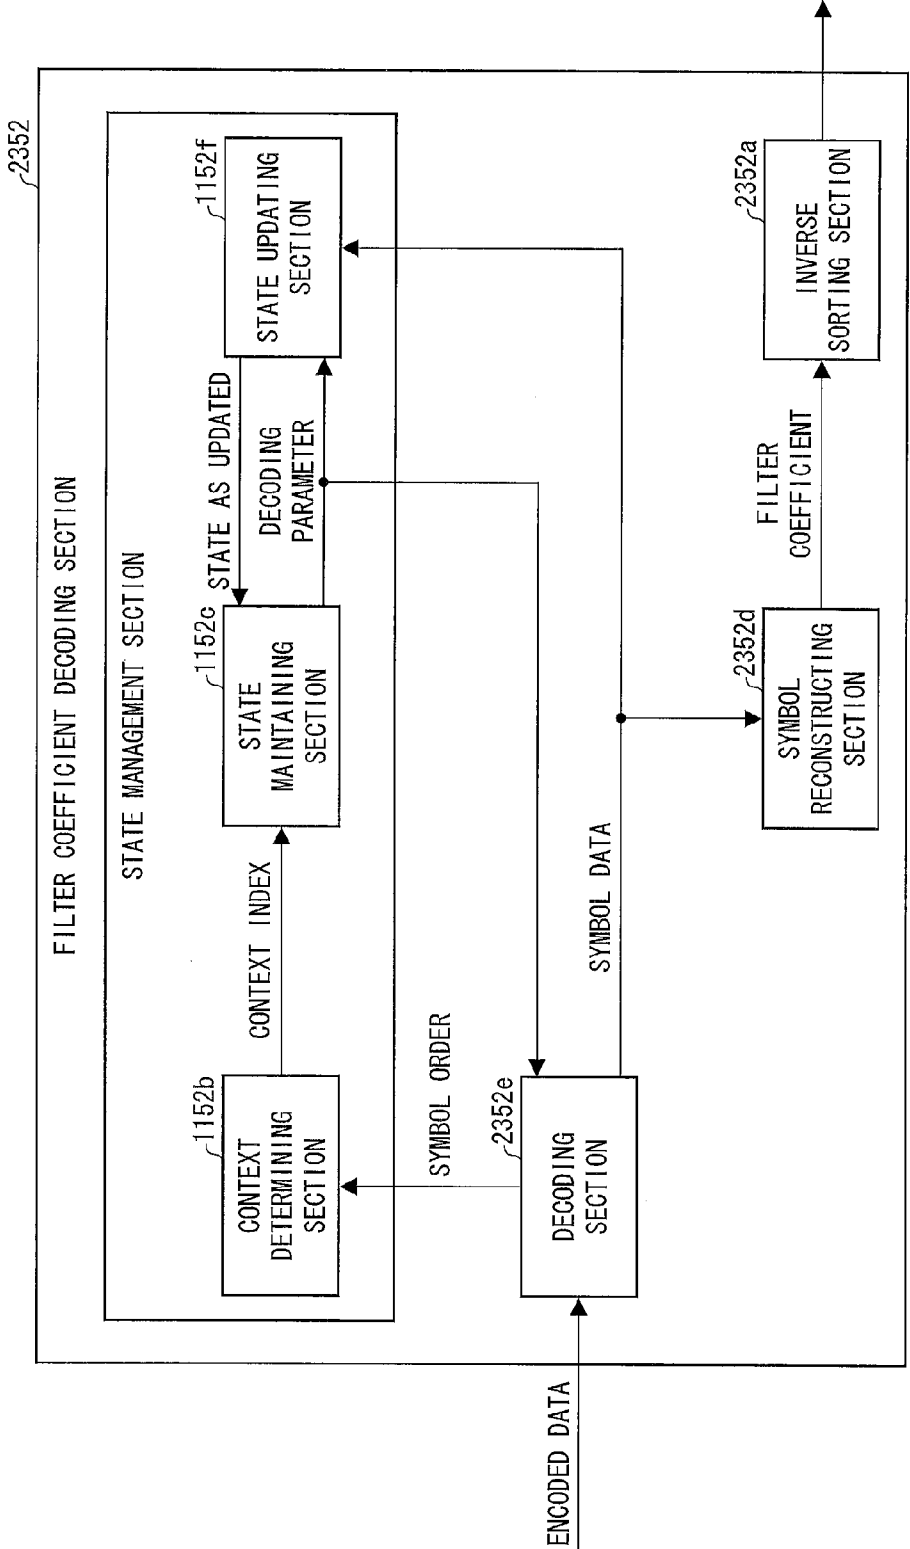 2352
FILTER COEFFICIENT DECODING SECTION
STATE MANAGEMENT SECTION
1152b
CONTEXT
DETERMINING
SECTION
CONTEXT INDEX
1152c
STATE
MAINTAINING
SECTION
STATE AS UPDATED
DECODING
PARAMETER
1152f
STATE UPDATING
SECTION
SYMBOL ORDER
ENCODED DATA
2352e
DECODING
SECTION
SYMBOL DATA
2352d
SYMBOL
RECONSTRUCTING
SECTION
FILTER
COEFFICIENT
2352a
INVERSE
SORTING SECTION